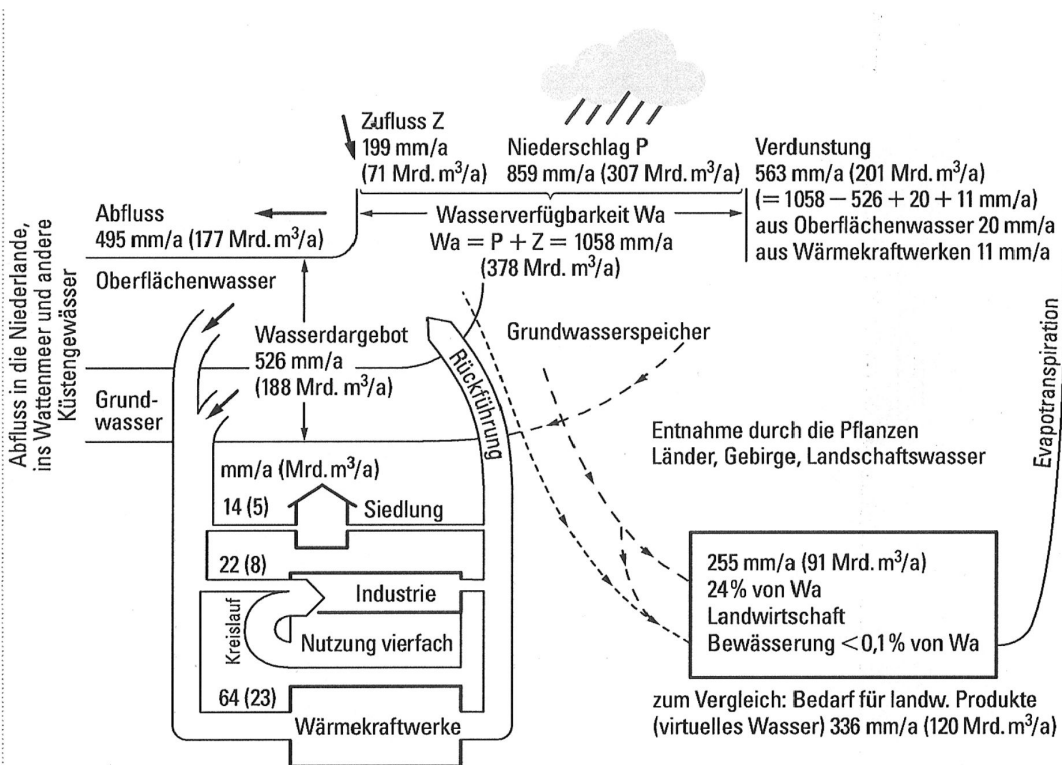 Zufluss Z
199 mm/a
(71 Mrd. m³/a)
Niederschlag P
859 mm/a (307 Mrd. m³/a)
Verdunstung
563 mm/a (201 Mrd. m³/a)
(= 1058 − 526 + 20 + 11 mm/a)
aus Oberflächenwasser 20 mm/a
aus Wärmekraftwerken 11 mm/a
Wasserverfügbarkeit Wa
Wa = P + Z = 1058 mm/a
(378 Mrd. m³/a)
Abfluss
495 mm/a (177 Mrd. m³/a)
Abfluss in die Niederlande,
ins Wattenmeer und andere
Küstengewässer
Oberflächenwasser
Wasserdargebot
526 mm/a
(188 Mrd. m³/a)
Grund-
wasser
Rückführung
Grundwasserspeicher
Entnahme durch die Pflanzen
Länder, Gebirge, Landschaftswasser
Evapotranspiration
mm/a (Mrd. m³/a)
14 (5)
Siedlung
22 (8)
Industrie
Kreislauf
Nutzung vierfach
64 (23)
Wärmekraftwerke
255 mm/a (91 Mrd. m³/a)
24% von Wa
Landwirtschaft
Bewässerung <0,1% von Wa
zum Vergleich: Bedarf für landw. Produkte
(virtuelles Wasser) 336 mm/a (120 Mrd. m³/a)